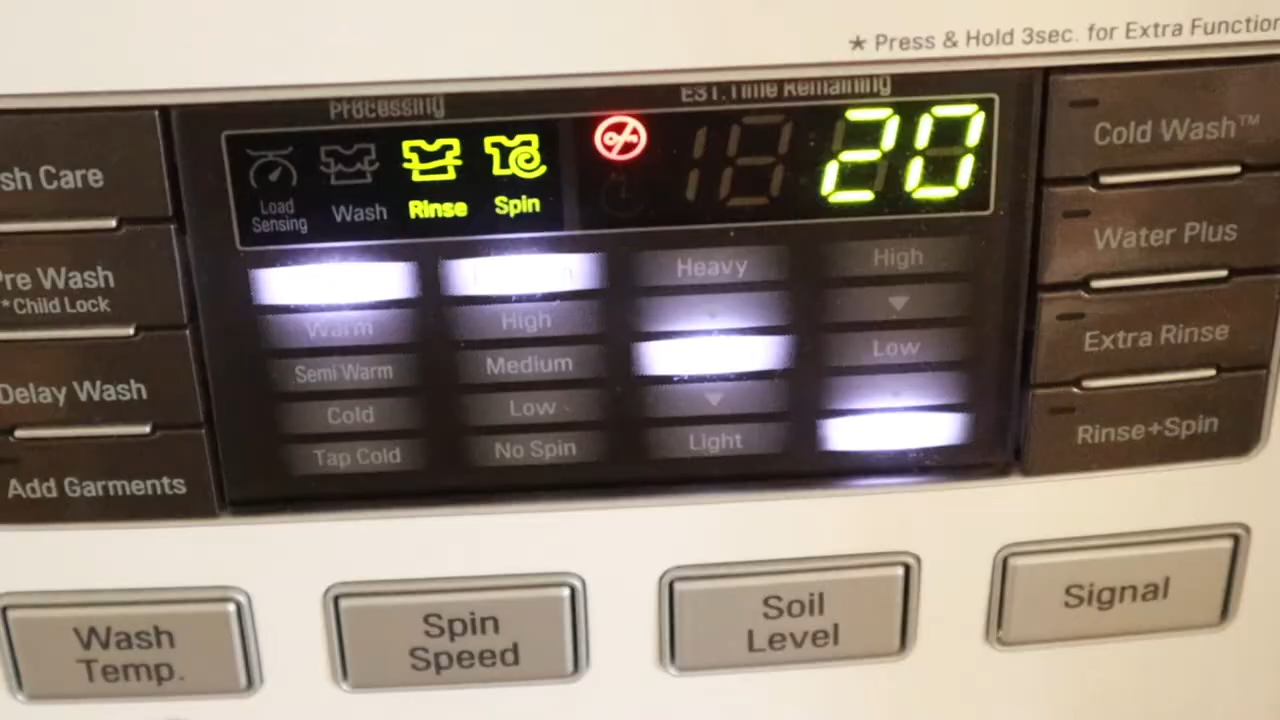 * Press & Hold 3sec. for Extra Function
Processing
EST. Time Remaining
Load
Sensing
Wash
Rinse
Spin
18
20
sh Care
Pre Wash
*Child Lock
Delay Wash
Add Garments
Warm
Semi Warm
Cold
Tap Cold
High
Medium
Low
No Spin
Heavy
Light
High
Low
Cold Wash™
Water Plus
Extra Rinse
Rinse+Spin
Wash
Temp.
Spin
Speed
Soil
Level
Signal